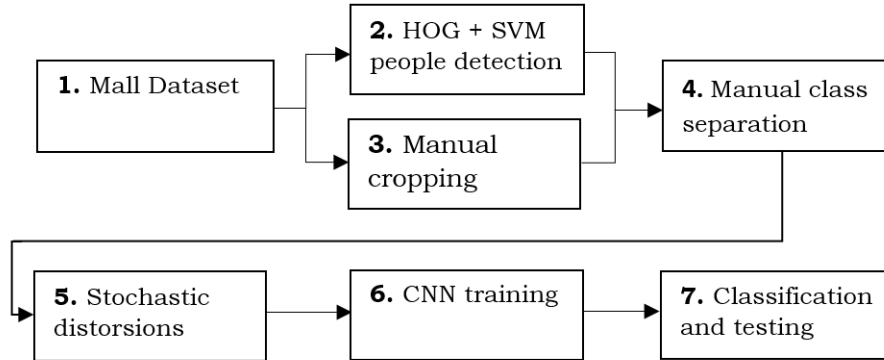 1. Mall Dataset
2. HOG + SVM
people detection
3. Manual
cropping
4. Manual class
separation
5. Stochastic
distorsions
6. CNN training
7. Classification
and testing